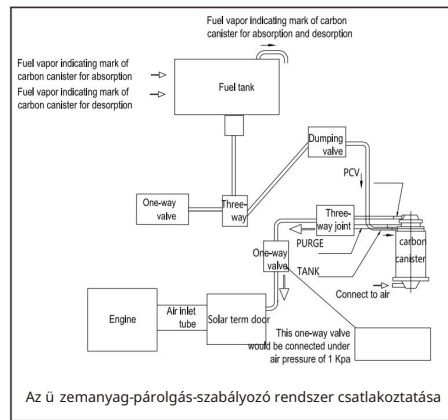 Fuel vapor indicating mark of carbon
canister for absorption and desorption
Fuel vapor indicating mark of
carbon canister for absorption
Fuel vapor indicating mark of
carbon canister for desorption
Fuel tank
Dumping
valve
PCV
One-way
valve
Three-
way
Three-
way joint
PURGE
One-way
valve
TANK
carbon
canister
Connect to air
Engine
Air inlet
tube
Solar term door
This one-way valve
would be connected under
air pressure of 1 Kpa
Az ü zemanyag-párolgás-szabályozó rendszer csatlakoztatása